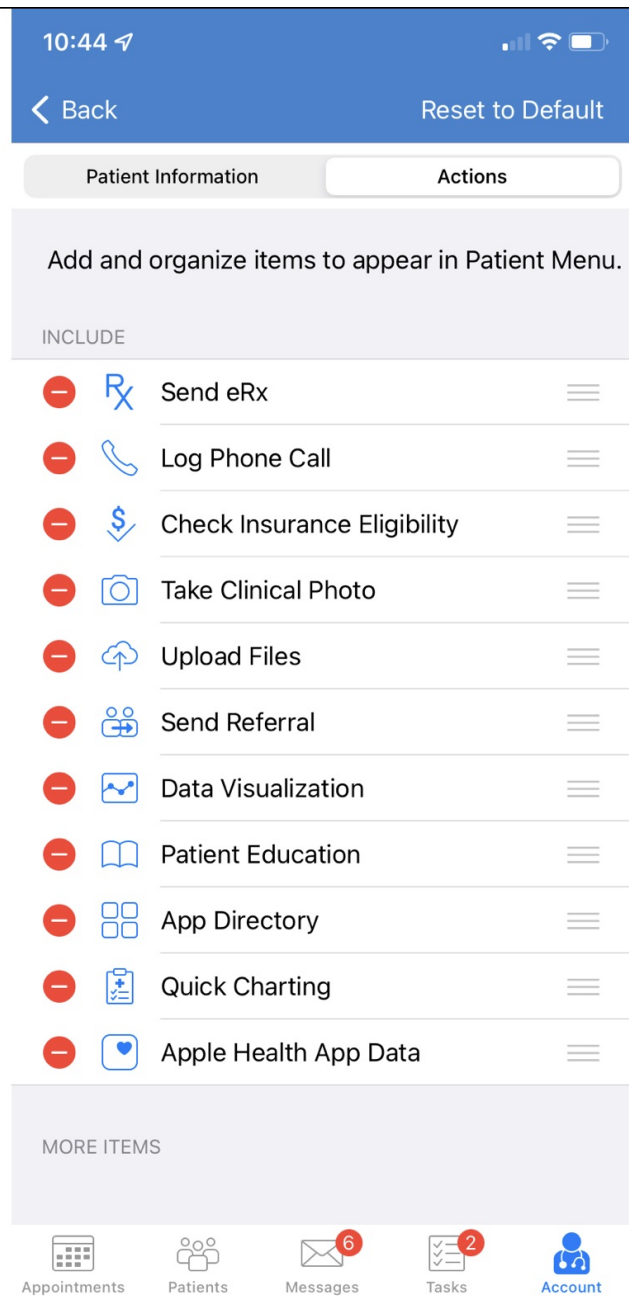 10:44
Back
Reset to Default
Patient Information
Actions
Add and organize items to appear in Patient Menu.
INCLUDE
Rx Send eRx
Log Phone Call
$ Check Insurance Eligibility
Take Clinical Photo
Upload Files
Send Referral
Data Visualization
Patient Education
App Directory
Quick Charting
Apple Health App Data
MORE ITEMS
6
2
Appointments
Patients
Messages
Tasks
Account